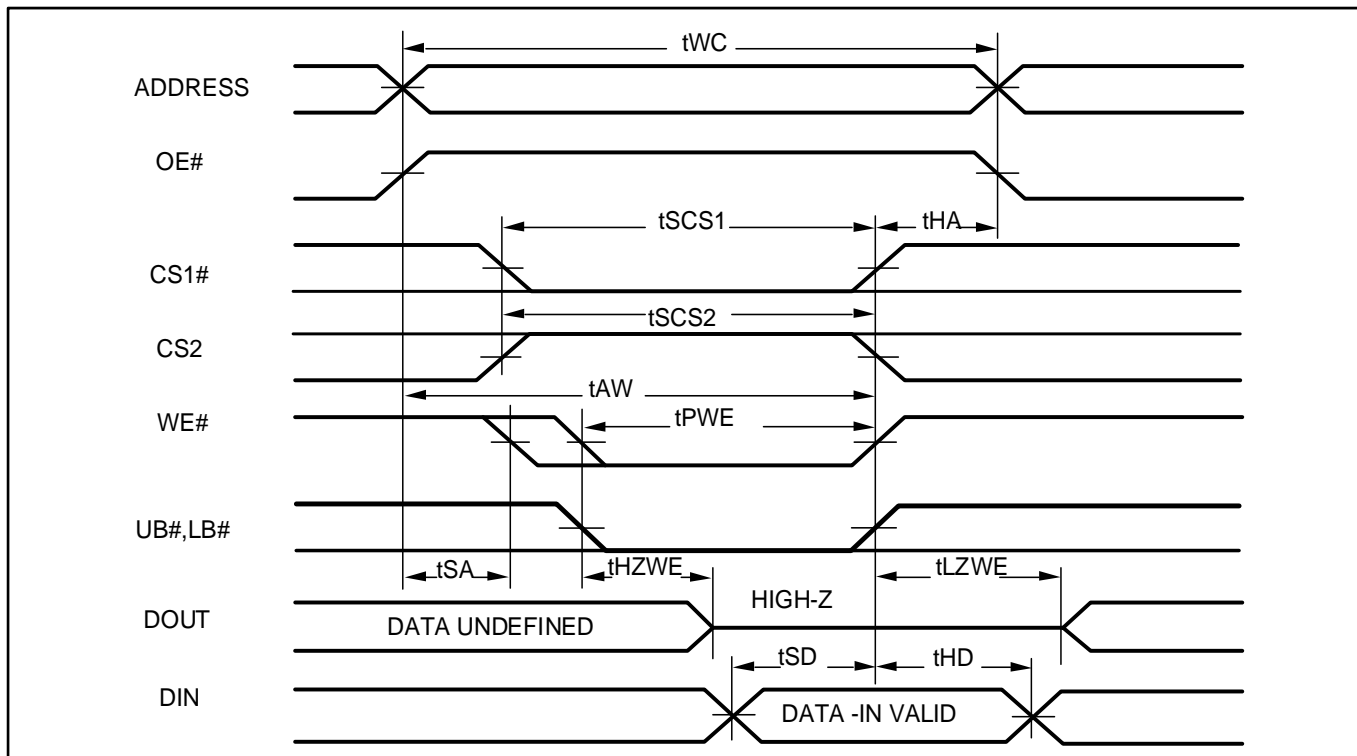 tWC
ADDRESS
OE#
tSCS1
tHA
CS1#
tSCS2
CS2
tAW
WE#
tPWE
UB#,LB#
tSA
tHZWE
tLZWE
HIGH-Z
DOUT
DATA UNDEFINED
tSD
tHD
DIN
DATA -IN VALID